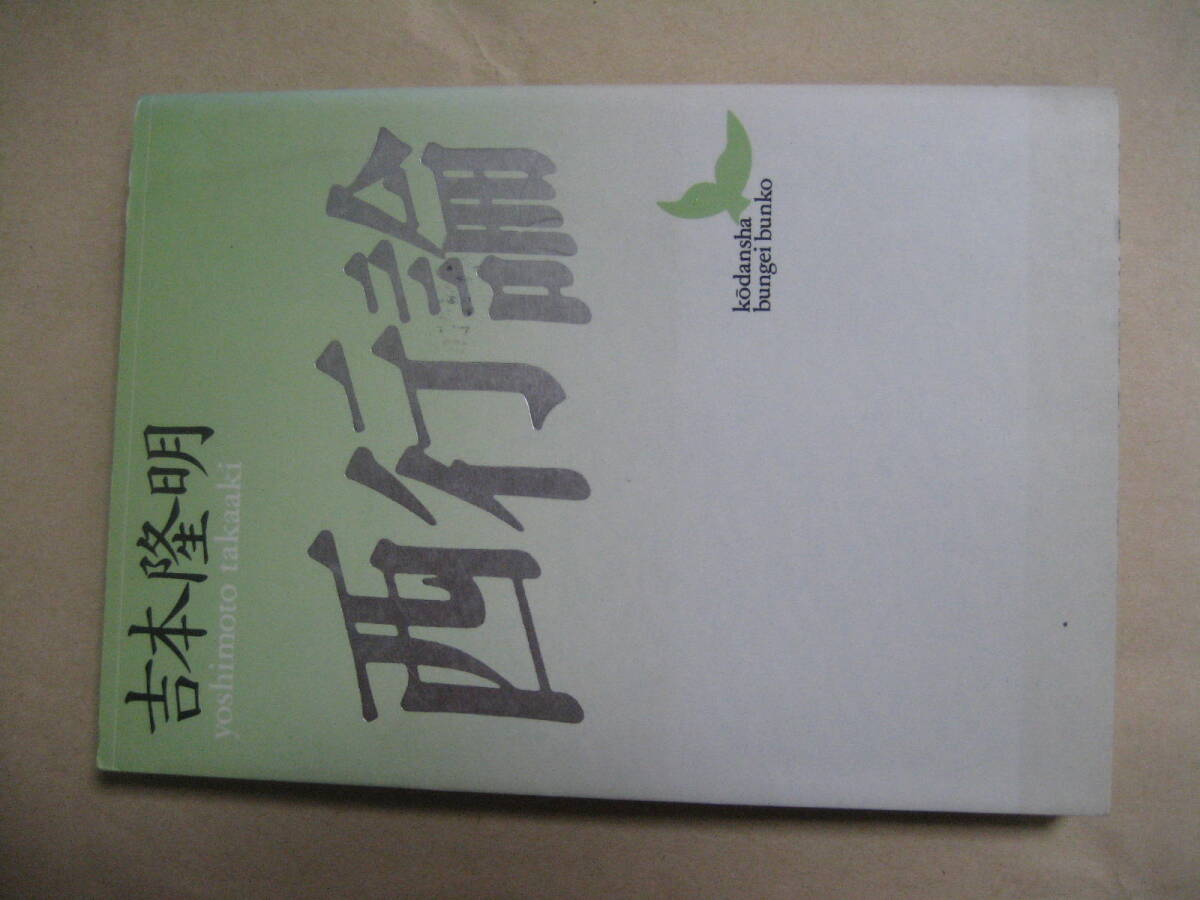 吉本隆明
yoshimoto takaaki
西行論
kōdansha
bungei bunko